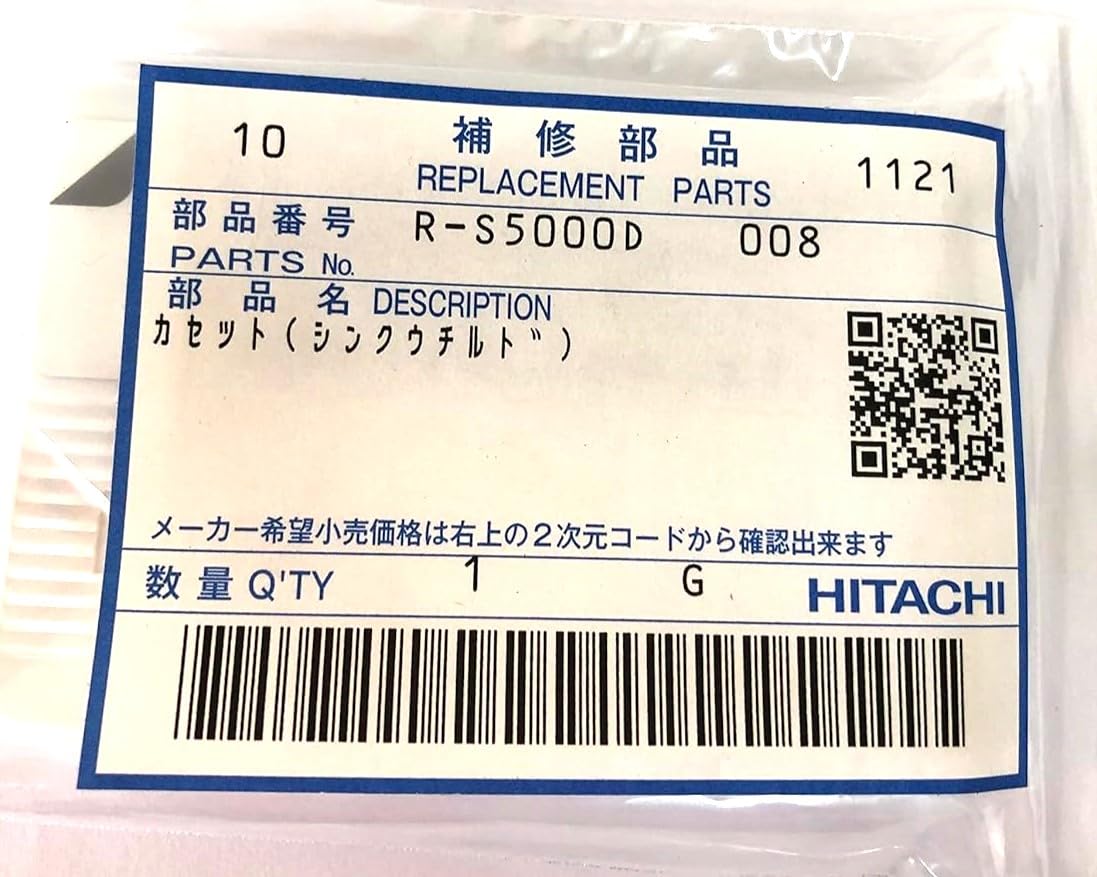 10 補修部品 1121
REPLACEMENT PARTS
部品番号 R-S5000D 008
PARTS No.
部品名 DESCRIPTION
カセット(シンクウチルド゛)
メーカー希望小売価格は右上の2次元コードから確認出来ます
数量 Q'TY 1 G HITACHI